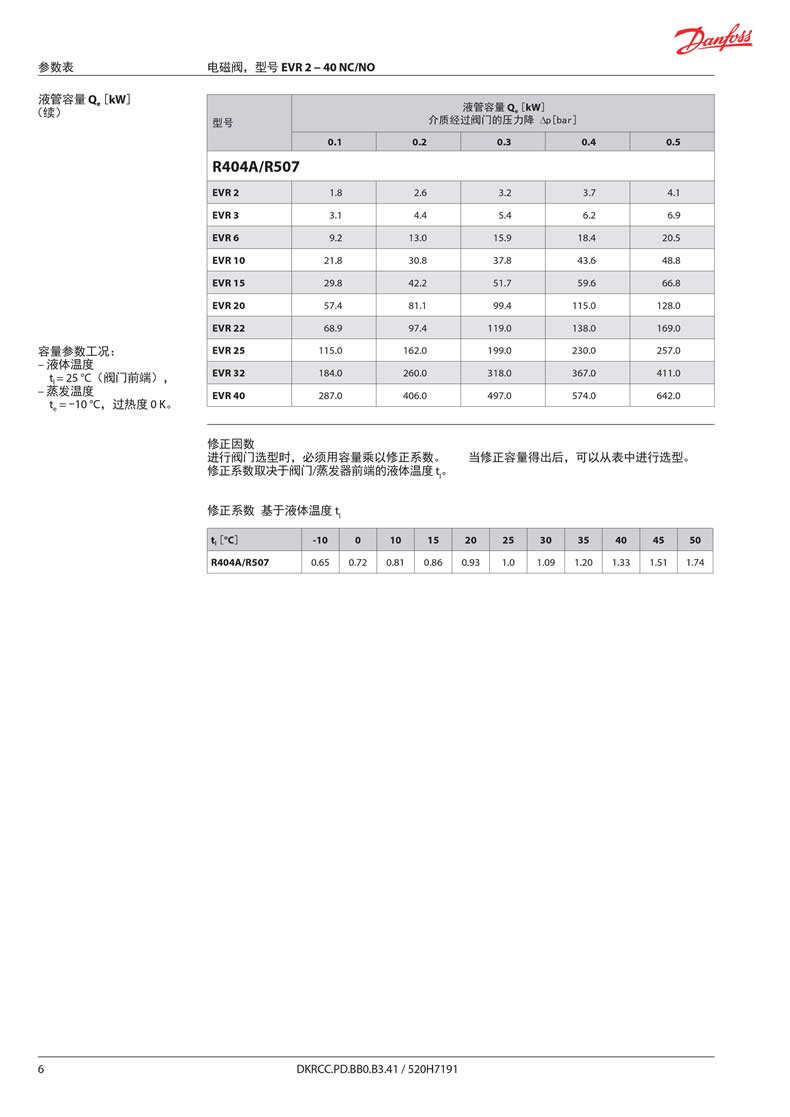 Danfoss
参数表 电磁阀，型号 EVR 2 – 40 NC/NO
液管容量 Qe [kW]
（续）
型号 液管容量 Qe [kW]
介质经过阀门的压力降 Δp[bar]
0.1 0.2 0.3 0.4 0.5
R404A/R507
EVR 2 1.8 2.6 3.2 3.7 4.1
EVR 3 3.1 4.4 5.4 6.2 6.9
EVR 6 9.2 13.0 15.9 18.4 20.5
EVR 10 21.8 30.8 37.8 43.6 48.8
EVR 15 29.8 42.2 51.7 59.6 66.8
EVR 20 57.4 81.1 99.4 115.0 128.0
EVR 22 68.9 97.4 119.0 138.0 169.0
EVR 25 115.0 162.0 199.0 230.0 257.0
EVR 32 184.0 260.0 318.0 367.0 411.0
EVR 40 287.0 406.0 497.0 574.0 642.0
容量参数工况：
– 液体温度
tl = 25 °C（阀门前端），
– 蒸发温度
te = −10 °C，过热度 0 K。
修正因数
进行阀门选型时，必须用容量乘以修正系数。 当修正容量得出后，可以从表中进行选型。
修正系数取决于阀门/蒸发器前端的液体温度 tl。
修正系数 基于液体温度 tl
tl [°C] -10 0 10 15 20 25 30 35 40 45 50
R404A/R507 0.65 0.72 0.81 0.86 0.93 1.0 1.09 1.20 1.33 1.51 1.74
6 DKRCC.PD.BB0.B3.41 / 520H7191